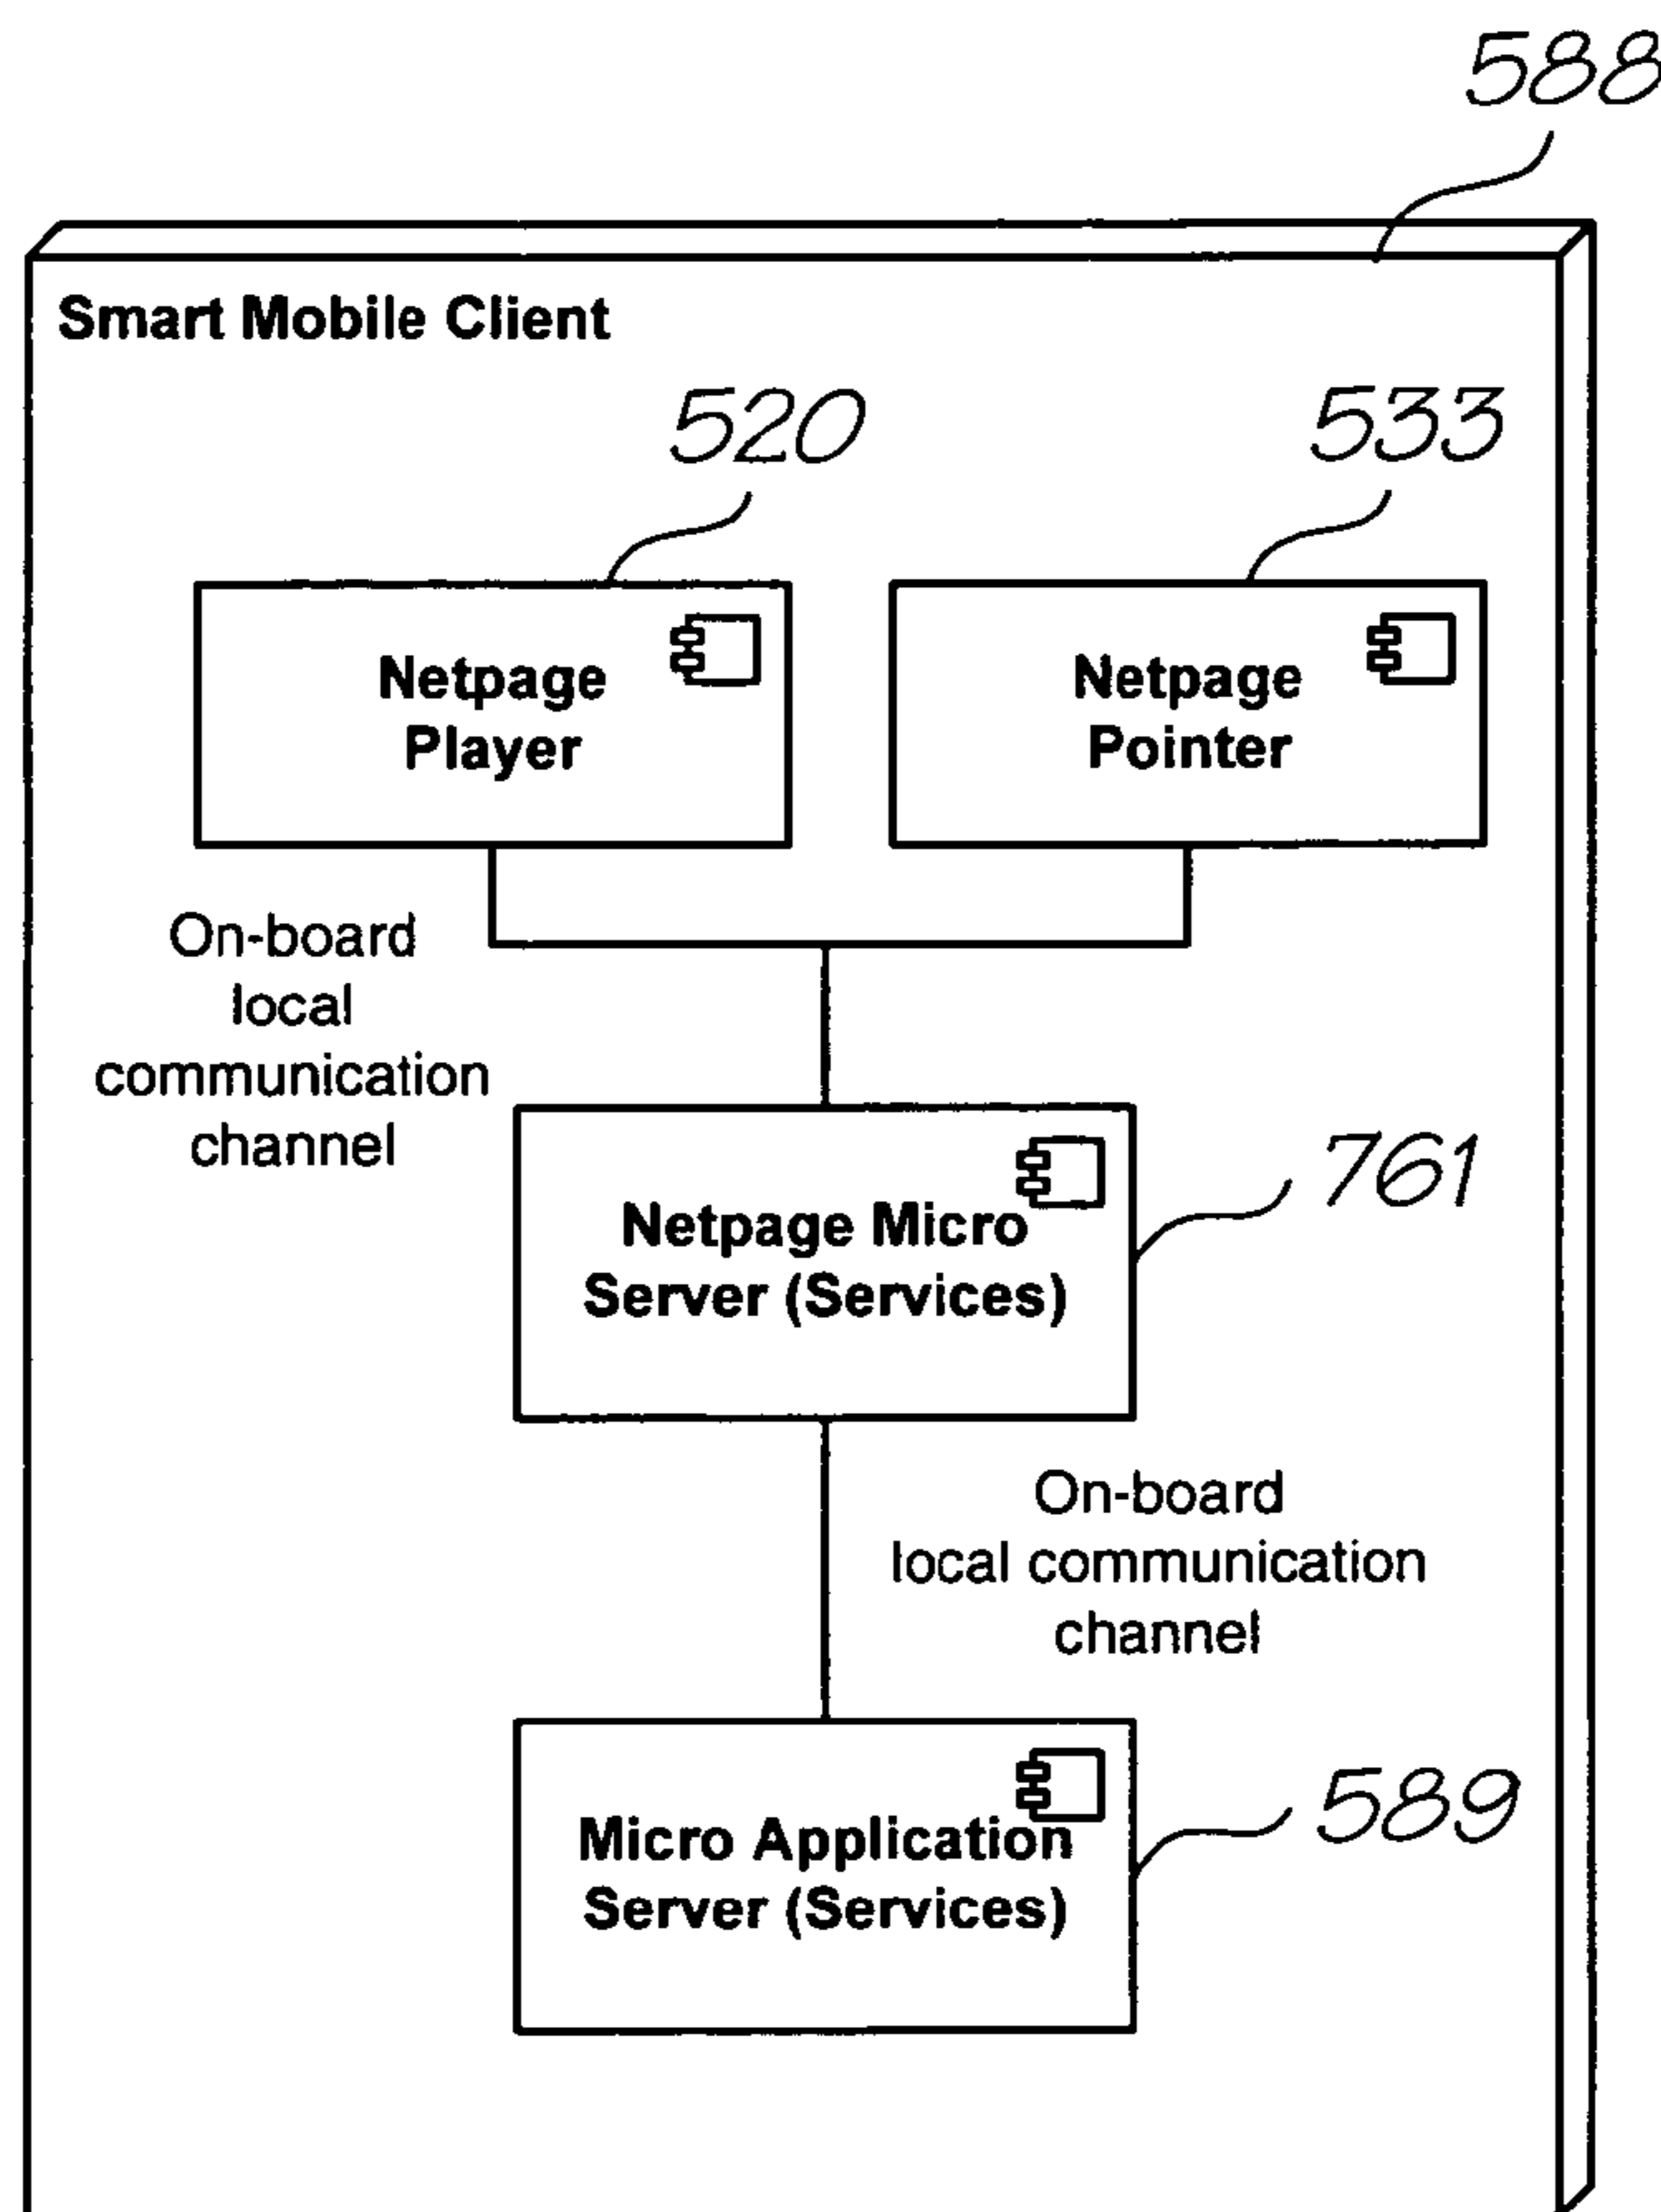 588
Smart Mobile Client
520
533
Netpage
Player
Netpage
Pointer
On-board
local
communication
channel
Netpage Micro
Server (Services)
761
On-board
local communication
channel
Micro Application
Server (Services)
589